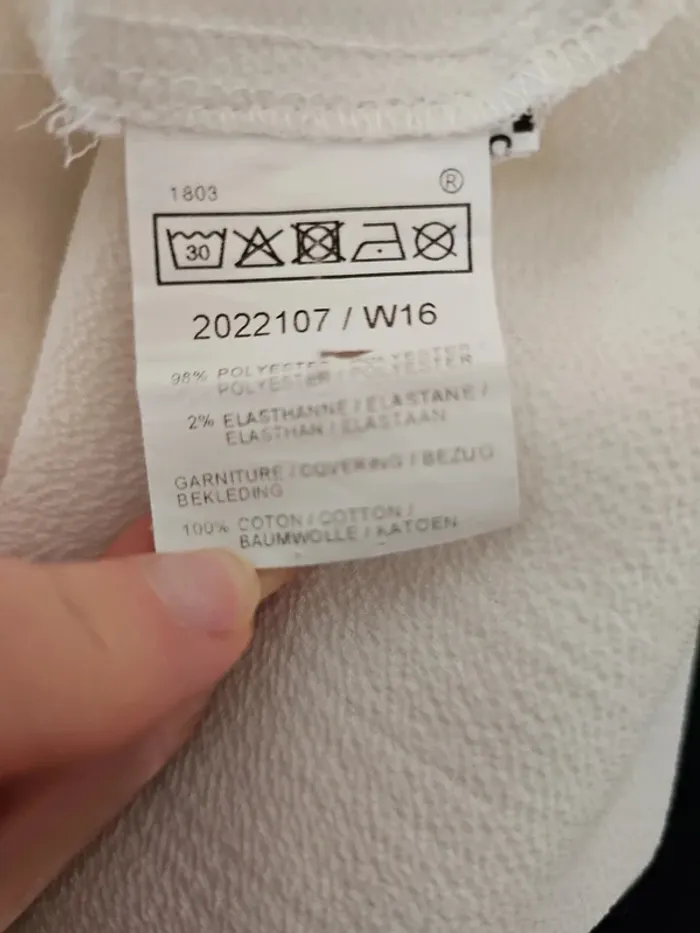 1803 ®
30
2022107 / W16
98% POLYESTER / POLYESTER
POLYESTER / POLYESTER
2% ELASTHANNE / ELASTANE /
ELASTHAN / ELASTAAN
GARNITURE / COVERING / BEZUG
BEKLEDING
100% COTON / COTTON /
BAUMWOLLE / KATOEN